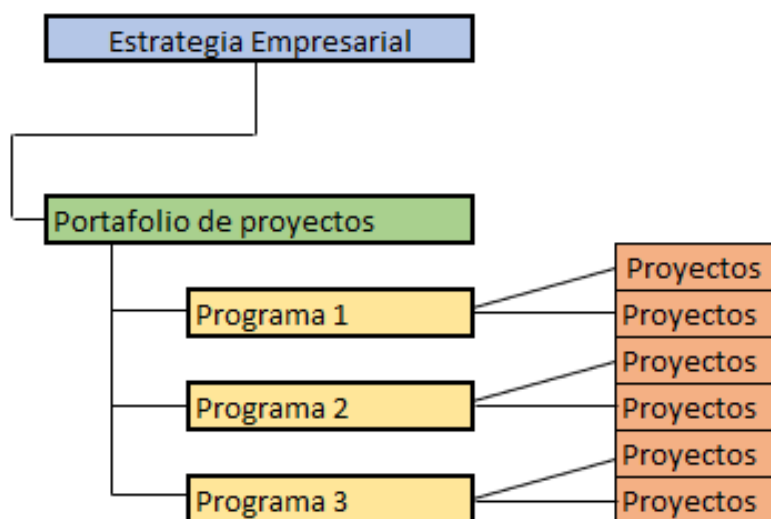 Estrategia Empresarial
Portafolio de proyectos
Proyectos
Programa 1
Proyectos
Proyectos
Programa 2
Proyectos
Proyectos
Programa 3
Proyectos